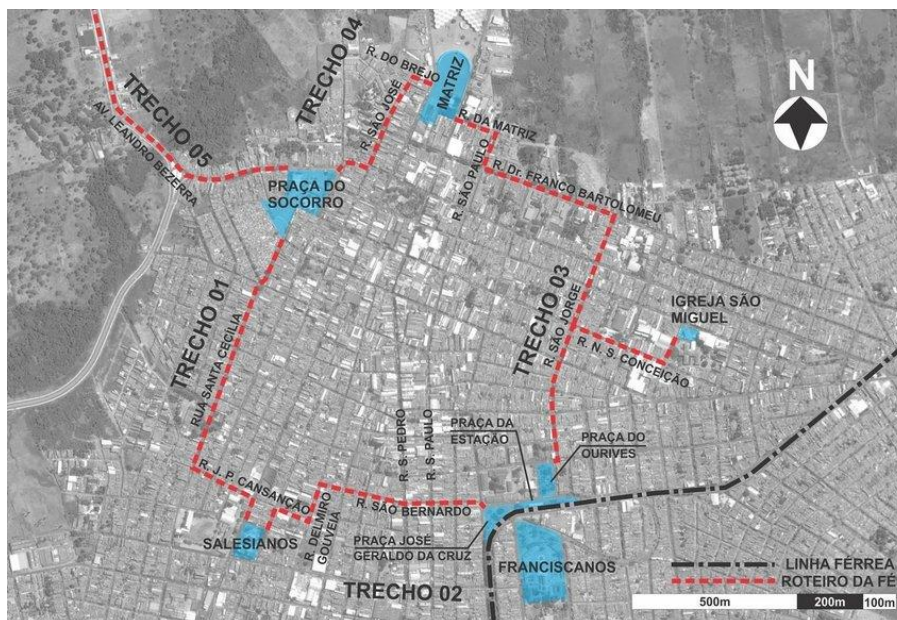 TRECHO 04
R. DO BREJO
MATRIZ
N
TRECHO 05
R. SÃO JOSÉ
R. DA MATRIZ
AV. LEANDRO BEZERRA
R. SÃO PAULO
R. Dr. FRANCO BARTOLOMEU
PRAÇA DO
SOCORRO
TRECHO 01
TRECHO 03
IGREJA SÃO
MIGUEL
RUA SANTA CECÍLIA
R. SÃO JORGE
R. N. S. CONCEIÇÃO
R. S. PEDRO
R. S. PAULO
PRAÇA DA
ESTAÇÃO
PRAÇA DO
OURIVES
R. J. P. CANSANÇÃO
R. SÃO BERNARDO
SALESIANOS
R. DELMIRO
GOUVEIA
PRAÇA JOSÉ
GERALDO DA CRUZ
FRANCISCANOS
TRECHO 02
LINHA FÉRREA
ROTEIRO DA FÉ
500m
200m
100m